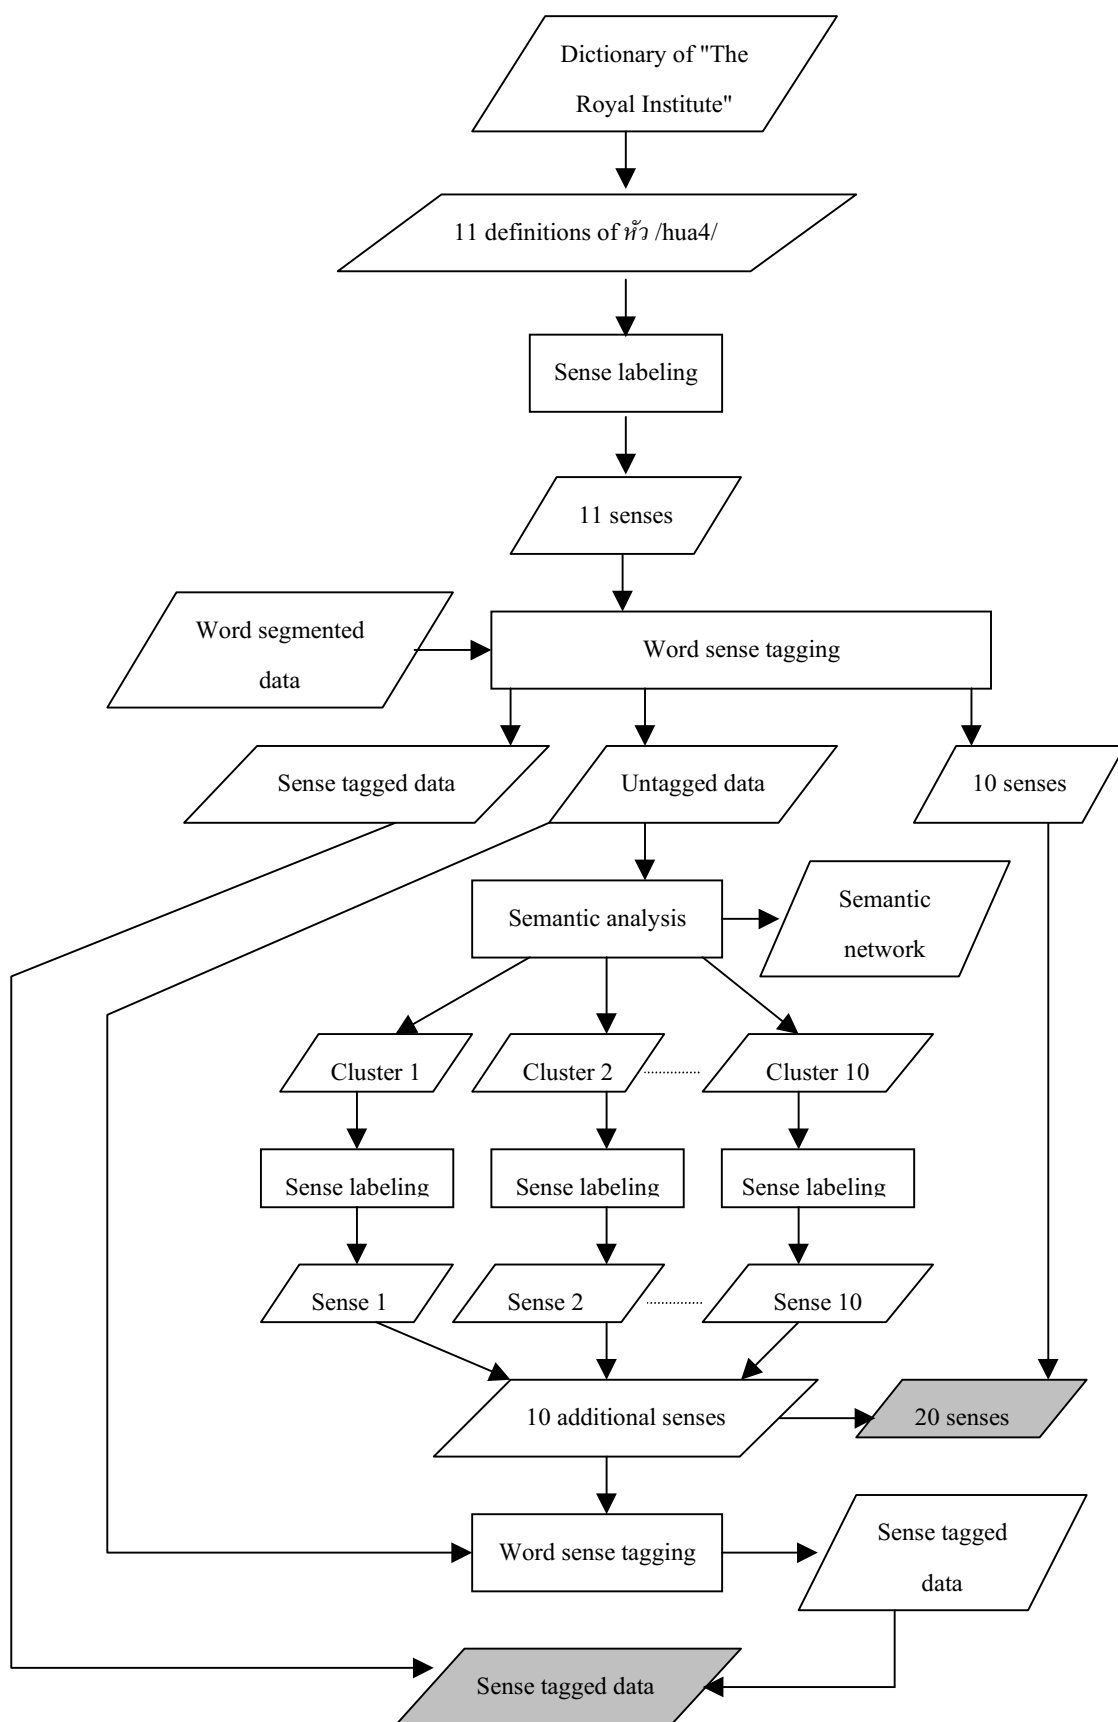 Dictionary of "The
Royal Institute"
11 definitions of หัว /hua4/
Sense labeling
11 senses
Word segmented
data
Word sense tagging
Sense tagged data
Untagged data
10 senses
Semantic analysis
Semantic
network
Cluster 1
Cluster 2
Cluster 10
Sense labeling
Sense labeling
Sense labeling
Sense 1
Sense 2
Sense 10
10 additional senses
20 senses
Word sense tagging
Sense tagged
data
Sense tagged data